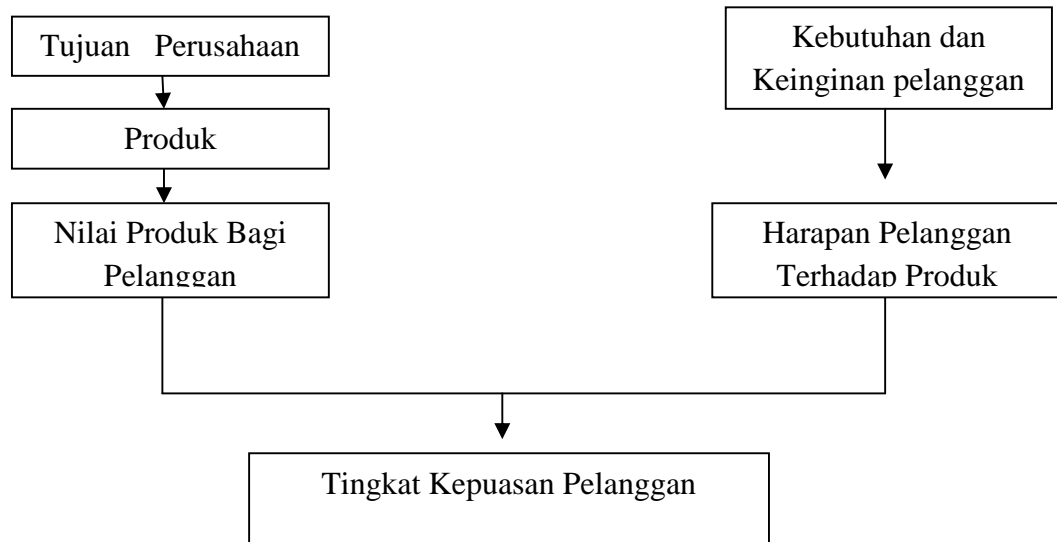 Tujuan Perusahaan
Produk
Nilai Produk Bagi
Pelanggan
Kebutuhan dan
Keinginan pelanggan
Harapan Pelanggan
Terhadap Produk
Tingkat Kepuasan Pelanggan